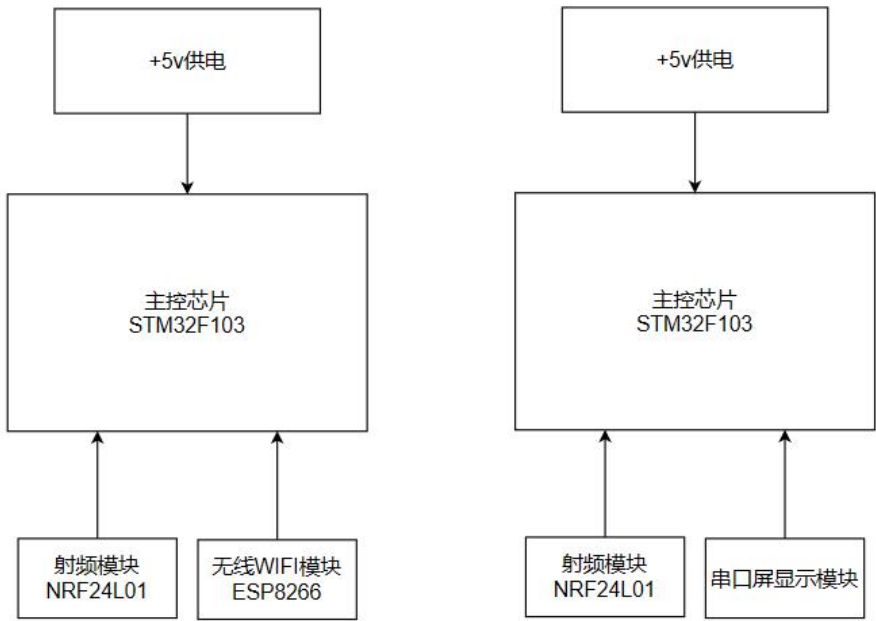 +5v供电
主控芯片
STM32F103
射频模块
NRF24L01
无线WIFI模块
ESP8266
+5v供电
主控芯片
STM32F103
射频模块
NRF24L01
串口屏显示模块